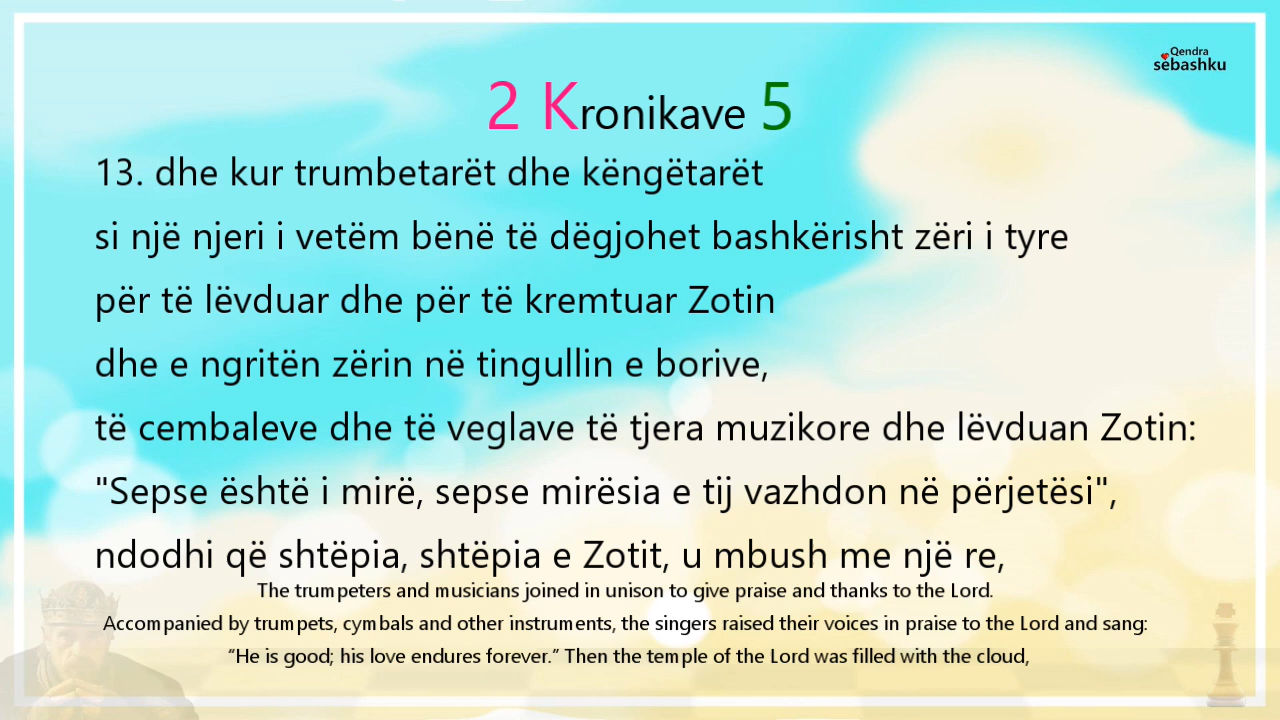 Qendra
sëbashku
2 Kronikave 5
13. dhe kur trumbetarët dhe këngëtarët
si një njeri i vetëm bënë të dëgjohet bashkërisht zëri i tyre
për të lëvduar dhe për të kremtuar Zotin
dhe e ngritën zërin në tingullin e borive,
të cembaleve dhe të veglave të tjera muzikore dhe lëvduan Zotin:
"Sepse është i mirë, sepse mirësia e tij vazhdon në përjetësi",
ndodhi që shtëpia, shtëpia e Zotit, u mbush me një re,
The trumpeters and musicians joined in unison to give praise and thanks to the Lord.
Accompanied by trumpets, cymbals and other instruments, the singers raised their voices in praise to the Lord and sang:
“He is good; his love endures forever.” Then the temple of the Lord was filled with the cloud,